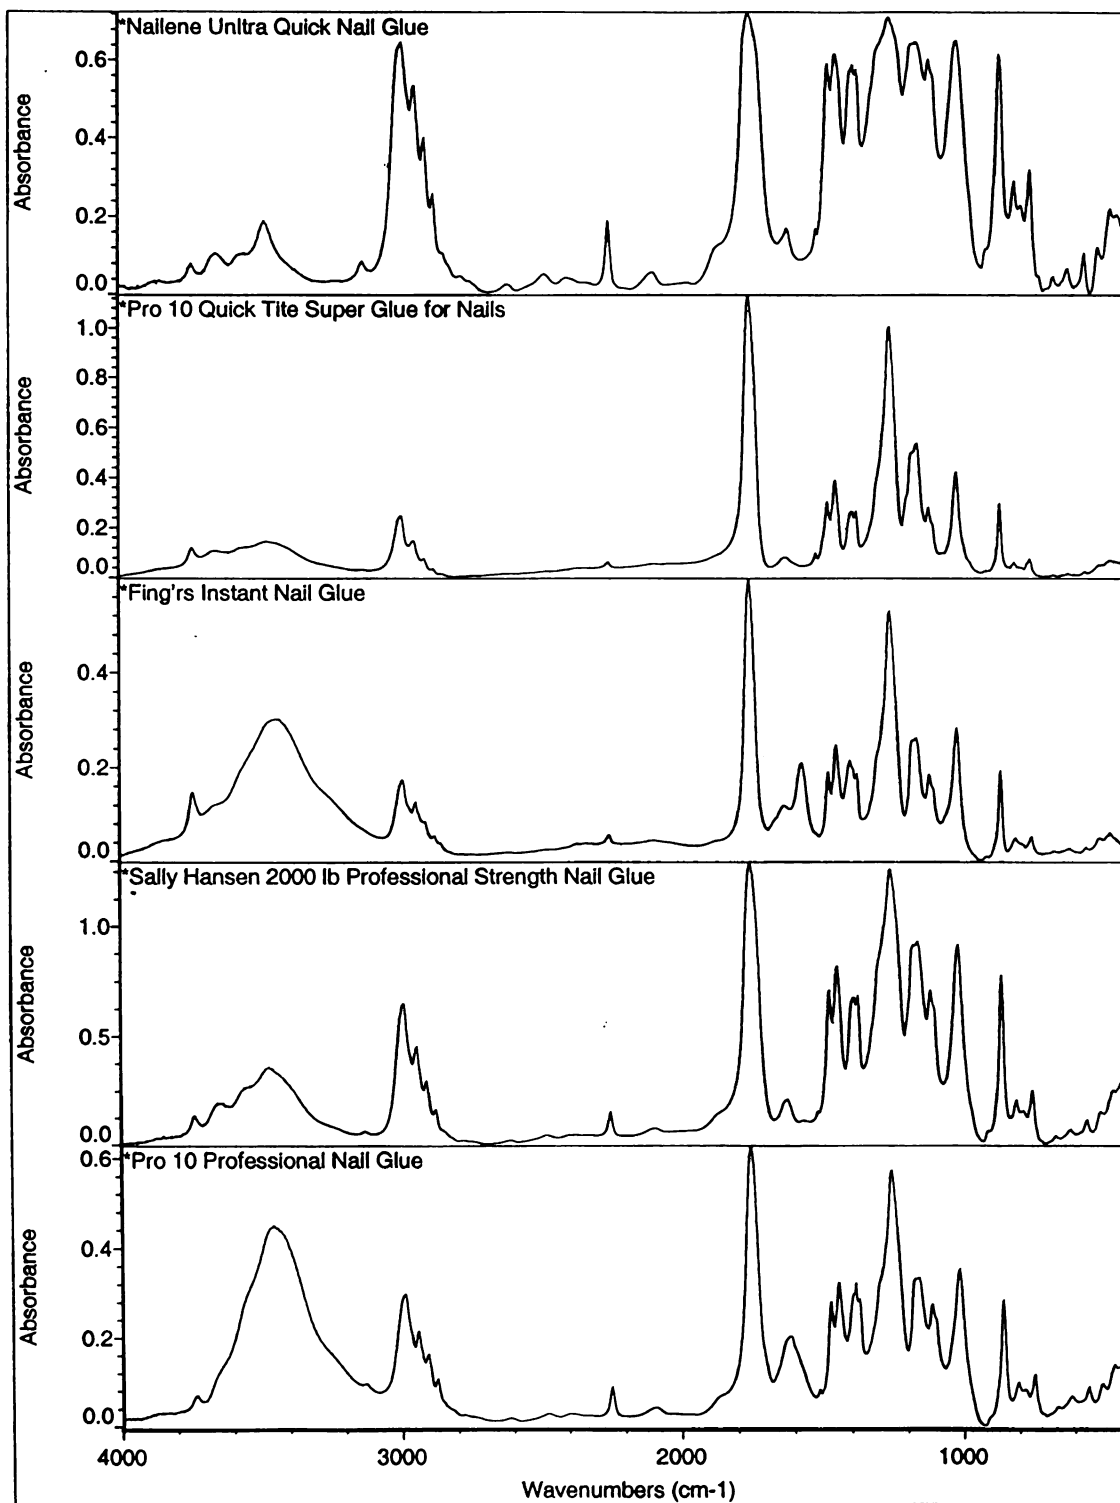 *Nailene Unltra Quick Nail Glue
Absorbance
0.6
0.4
0.2
0.0
*Pro 10 Quick Tite Super Glue for Nails
Absorbance
1.0
0.8
0.6
0.4
0.2
0.0
*Fing'rs Instant Nail Glue
Absorbance
0.4
0.2
0.0
*Sally Hansen 2000 lb Professional Strength Nail Glue
Absorbance
1.0
0.5
0.0
*Pro 10 Professional Nail Glue
Absorbance
0.6
0.4
0.2
0.0
4000 3000 2000 1000
Wavenumbers (cm-1)